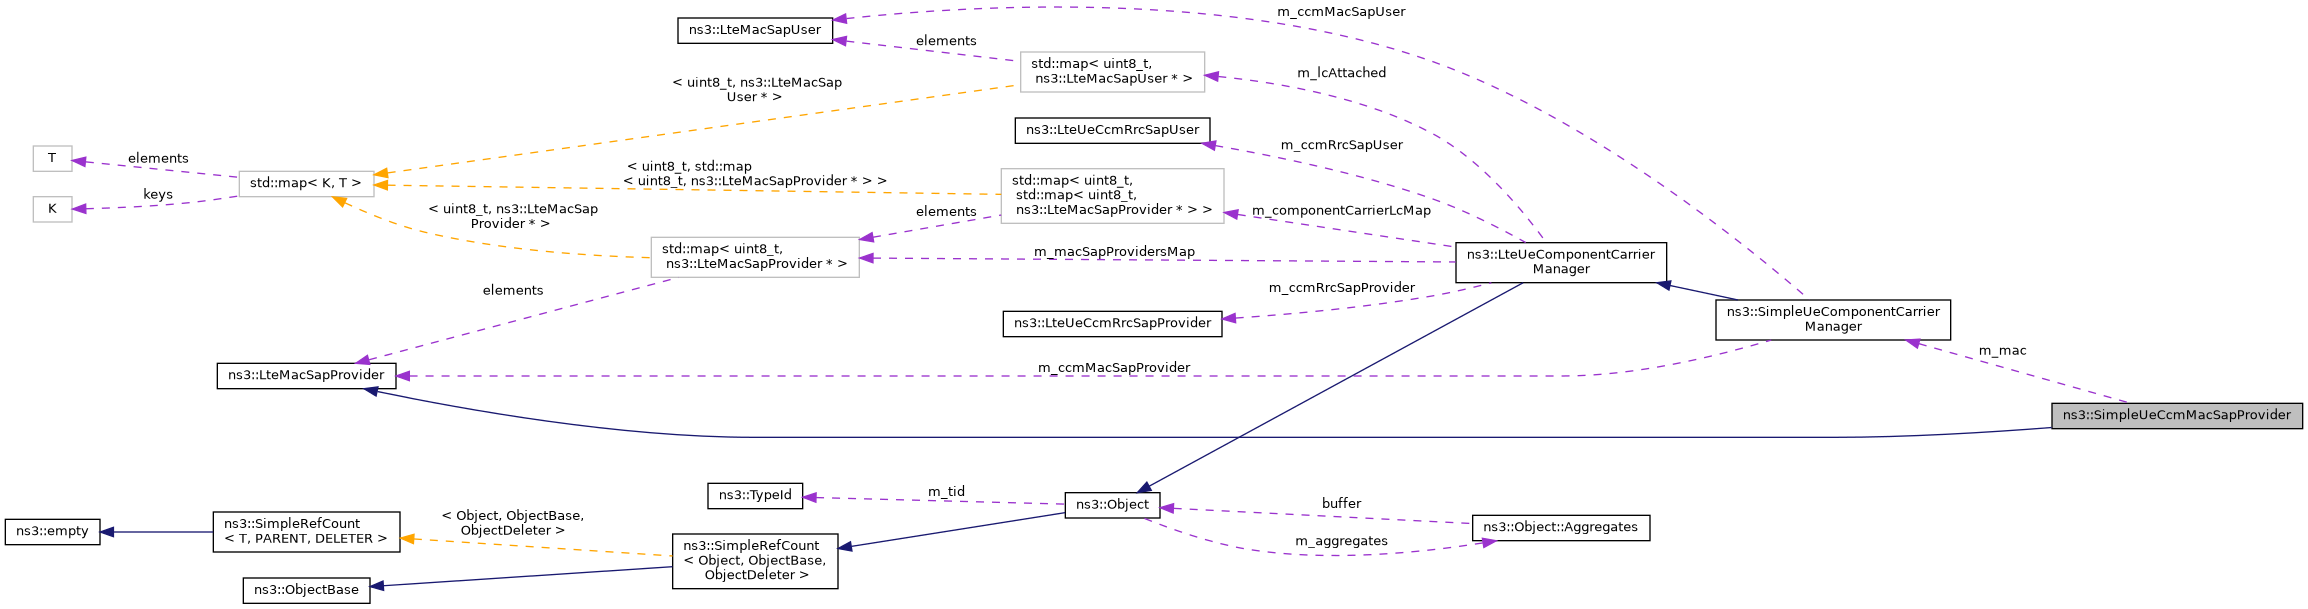 m_ccmMacSapUser
ns3::LteMacSapUser
elements
std::map< uint8_t,
ns3::LteMacSapUser * >
m_lcAttached
< uint8_t, ns3::LteMacSap
User * >
ns3::LteUeCcmRrcSapUser
m_ccmRrcSapUser
T
elements
std::map< K, T >
keys
K
< uint8_t, std::map
< uint8_t, ns3::LteMacSapProvider * > >
std::map< uint8_t,
std::map< uint8_t,
ns3::LteMacSapProvider * > >
< uint8_t, ns3::LteMacSap
Provider * >
elements
m_componentCarrierLcMap
std::map< uint8_t,
ns3::LteMacSapProvider * >
m_macSapProvidersMap
ns3::LteUeComponentCarrier
Manager
elements
m_ccmRrcSapProvider
ns3::LteUeCcmRrcSapProvider
ns3::SimpleUeComponentCarrier
Manager
m_mac
ns3::LteMacSapProvider
m_ccmMacSapProvider
ns3::SimpleUeCcmMacSapProvider
ns3::TypeId
m_tid
ns3::Object
buffer
ns3::Object::Aggregates
m_aggregates
ns3::empty
ns3::SimpleRefCount
< T, PARENT, DELETER >
< Object, ObjectBase,
ObjectDeleter >
ns3::SimpleRefCount
< Object, ObjectBase,
ObjectDeleter >
ns3::ObjectBase